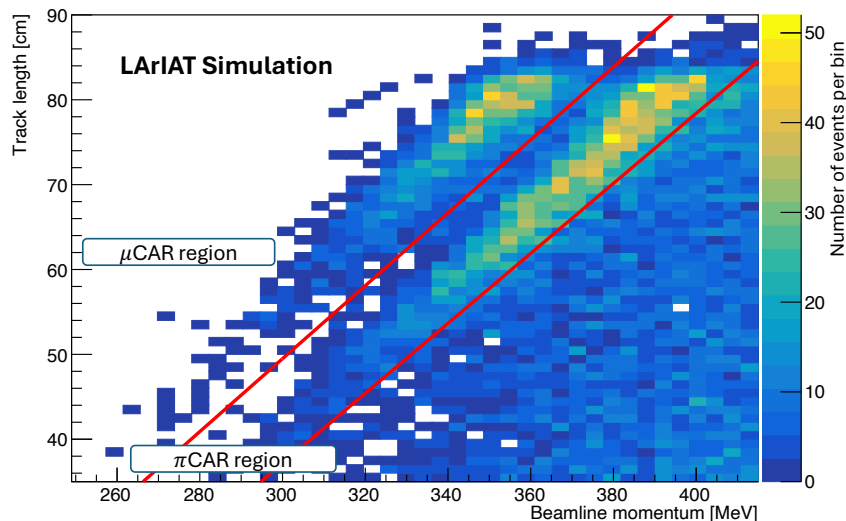 90
80
70
60
50
40
Track length [cm]
LArIAT Simulation
μCAR region
πCAR region
260 280 300 320 340 360 380 400
Beamline momentum [MeV]
50
40
30
20
10
0
Number of events per bin